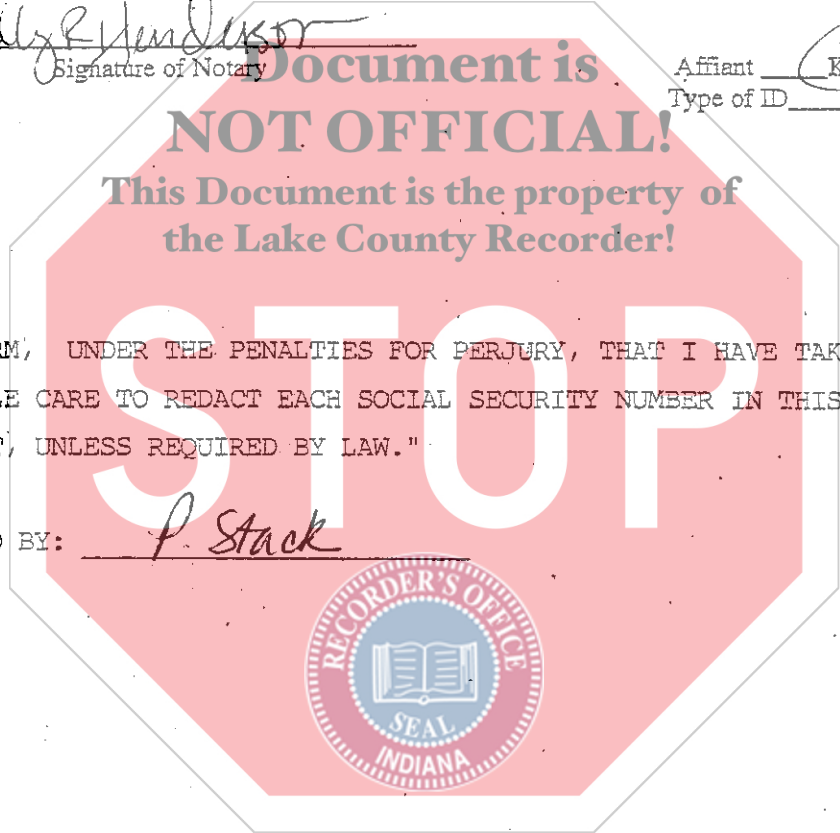 R Henderson
Signature of Notary
Affiant
Type of ID
Document is
NOT OFFICIAL!
This Document is the property of
the Lake County Recorder!
STOP
UNDER THE PENALTIES FOR PERJURY, THAT I HAVE
CARE TO REDACT EACH SOCIAL SECURITY NUMBER IN THIS
UNLESS REQUIRED BY LAW."
BY: P Stack
RECORDER'S OFFICE
SEAL
INDIANA